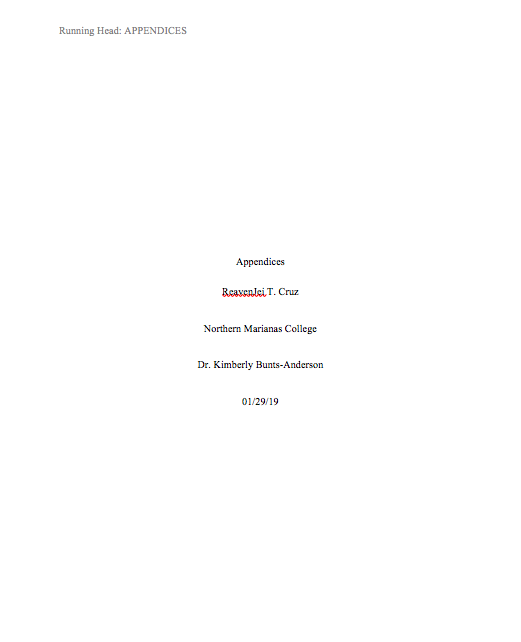 Running Head: APPENDICES
Appendices
ReavenJei T. Cruz
Northern Marianas College
Dr. Kimberly Bunts-Anderson
01/29/19